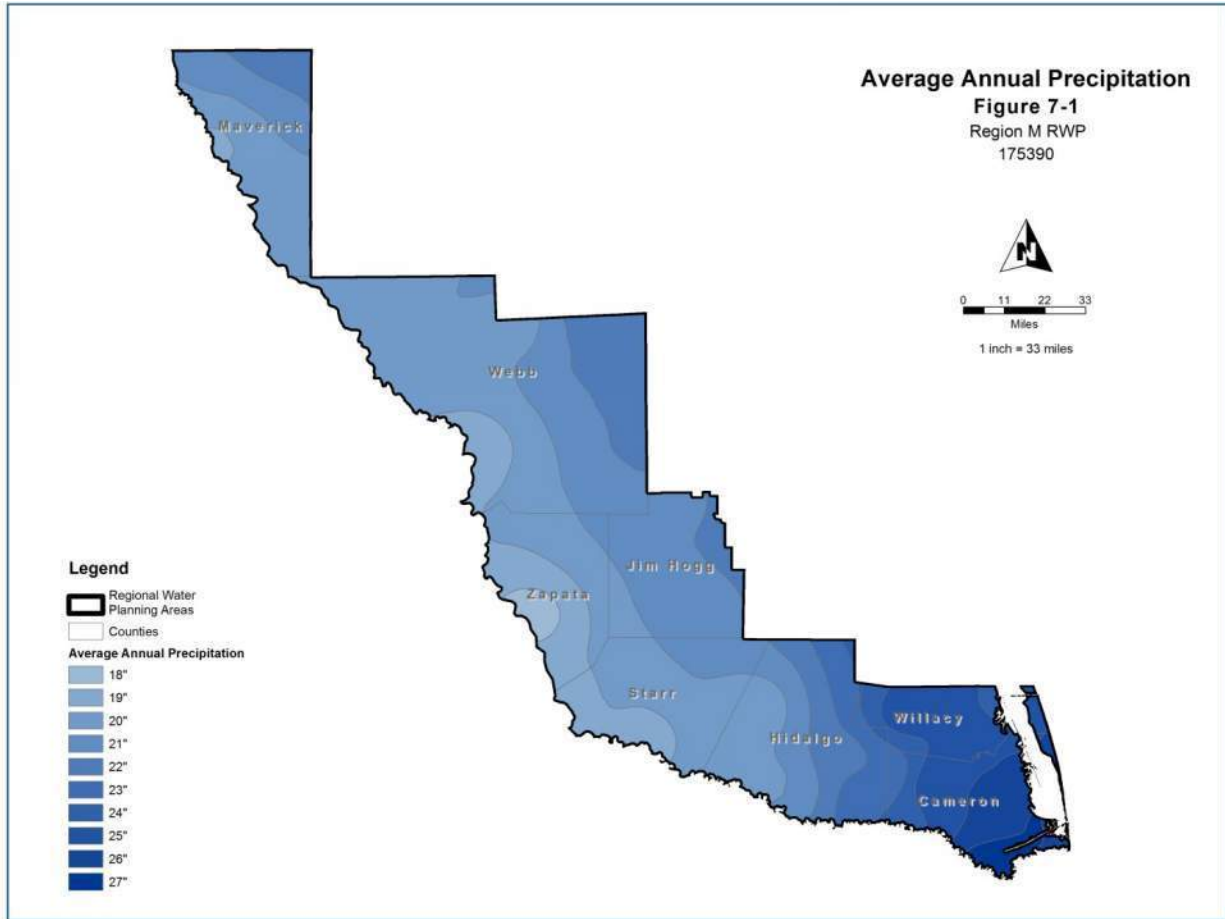 Average Annual Precipitation
Figure 7-1
Region M RWP
175390
N
0 11 22 33
Miles
1 inch = 33 miles
Maverick
Webb
Jim Hogg
Zapata
Starr
Hidalgo
Willacy
Cameron
Legend
Regional Water
Planning Areas
Counties
Average Annual Precipitation
18"
19"
20"
21"
22"
23"
24"
25"
26"
27"